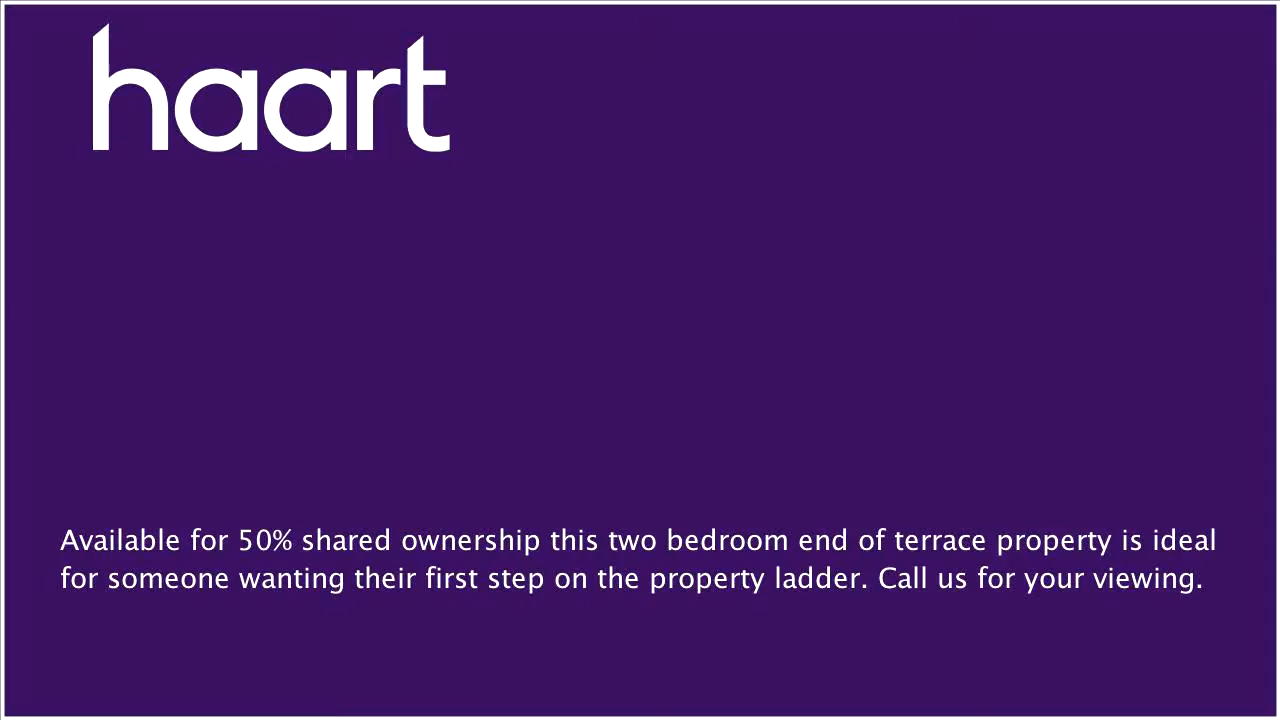 haart
Available for 50% shared ownership this two bedroom end of terrace property is ideal
for someone wanting their first step on the property ladder. Call us for your viewing.